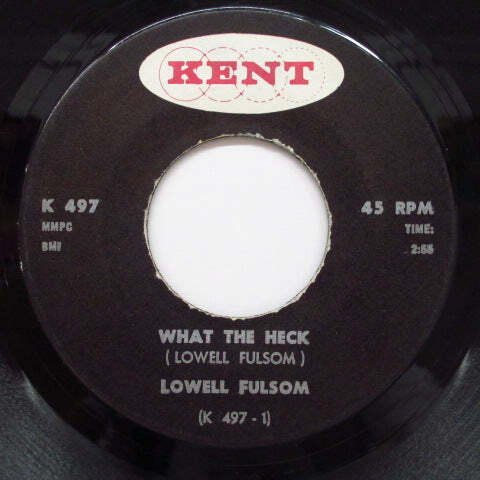 KENT
K 497
45 RPM
MMPC
TIME:
BMI
2:55
WHAT THE HECK
( LOWELL FULSOM )
LOWELL FULSOM
(K 497 - 1)